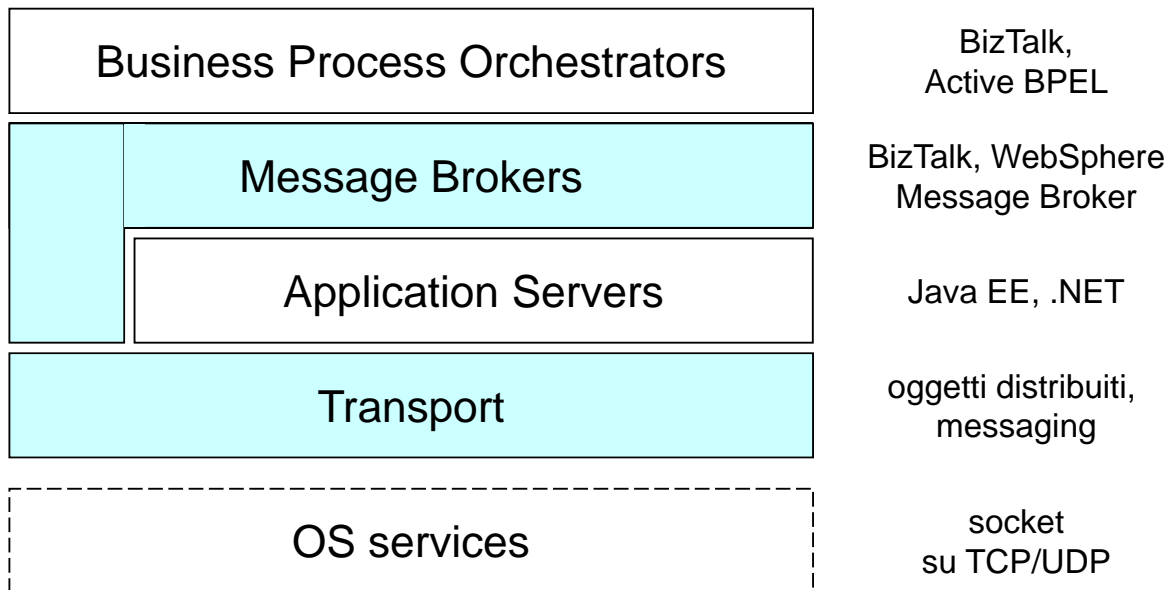 Business Process Orchestrators
BizTalk,
Active BPEL
Message Brokers
BizTalk, WebSphere
Message Broker
Application Servers
Java EE, .NET
Transport
oggetti distribuiti,
messaging
OS services
socket
su TCP/UDP